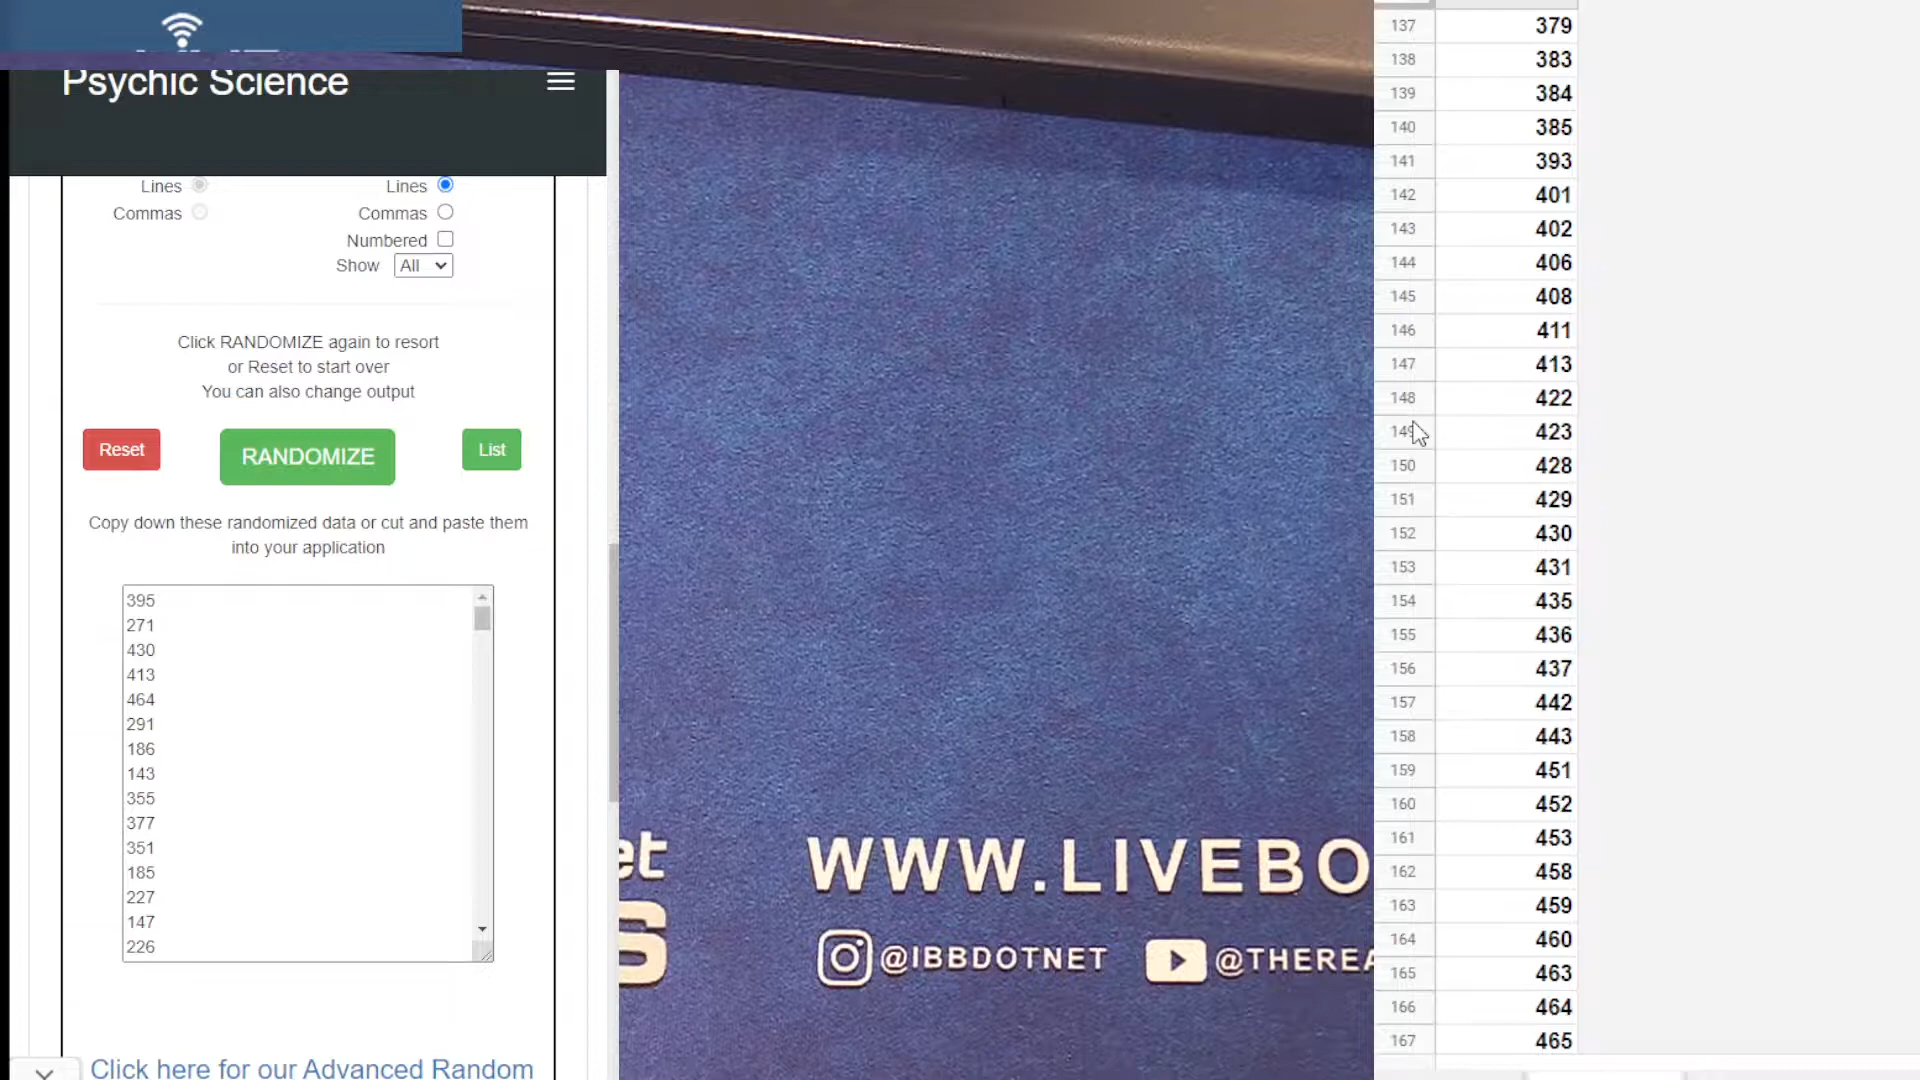 Psychic Science
Lines
Commas
Lines
Commas
Numbered
Show All
Click RANDOMIZE again to resort
or Reset to start over
You can also change output
Reset
RANDOMIZE
List
Copy down these randomized data or cut and paste them
into your application
395
271
430
413
464
291
186
143
355
377
351
185
227
147
226
Click here for our Advanced Random
et
S
WWW.LIVEBO
@IBBDOTNET
@THEREA
137 379
138 383
139 384
140 385
141 393
142 401
143 402
144 406
145 408
146 411
147 413
148 422
149 423
150 428
151 429
152 430
153 431
154 435
155 436
156 437
157 442
158 443
159 451
160 452
161 453
162 458
163 459
164 460
165 463
166 464
167 465